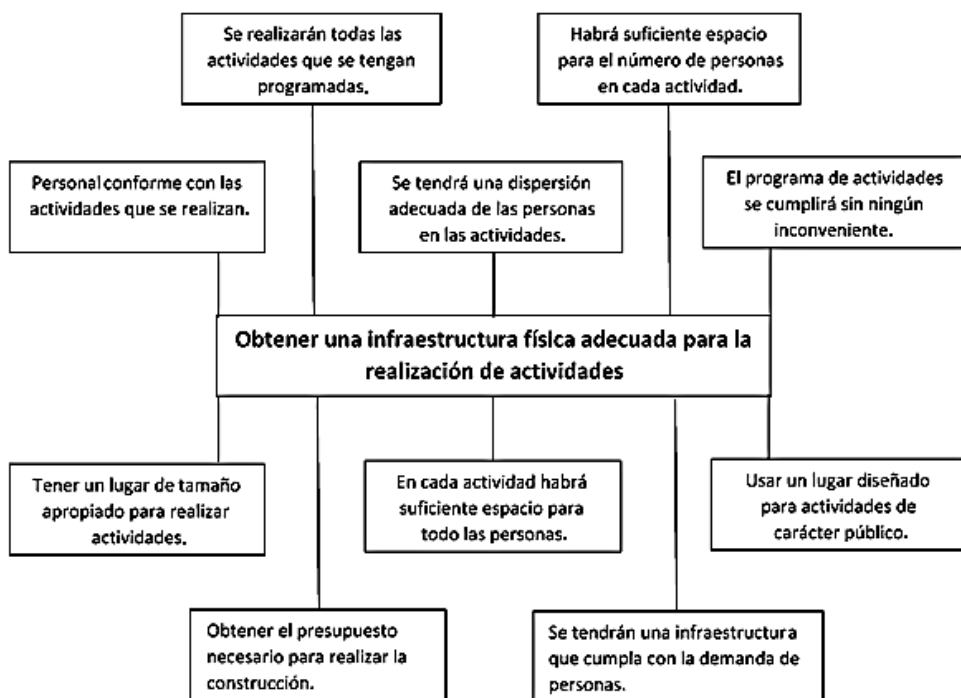 Se realizarán todas las
actividades que se tengan
programadas.
Habrá suficiente espacio
para el número de personas
en cada actividad.
Personal conforme con las
actividades que se realizan.
Se tendrá una dispersión
adecuada de las personas
en las actividades.
El programa de actividades
se cumplirá sin ningún
inconveniente.
Obtener una infraestructura física adecuada para la
realización de actividades
Tener un lugar de tamaño
apropiado para realizar
actividades.
En cada actividad habrá
suficiente espacio para
todo las personas.
Usar un lugar diseñado
para actividades de
carácter público.
Obtener el presupuesto
necesario para realizar la
construcción.
Se tendrán una infraestructura
que cumpla con la demanda de
personas.